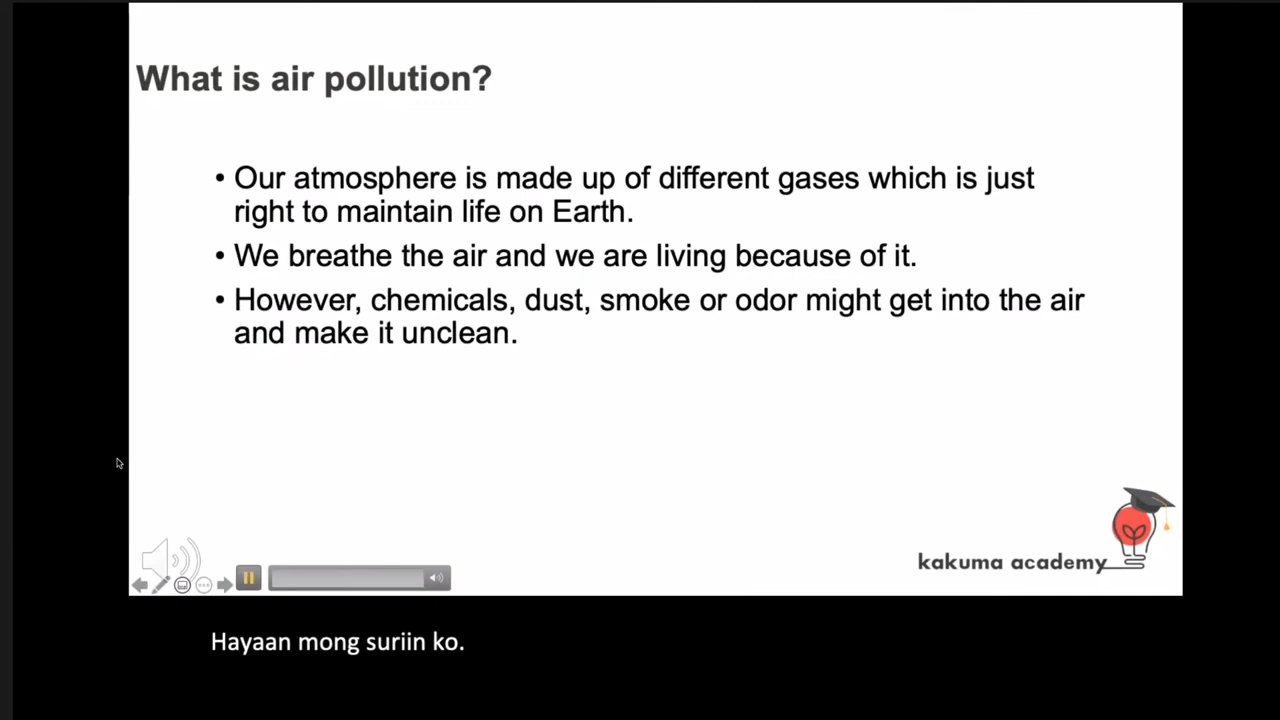 What is air pollution?
• Our atmosphere is made up of different gases which is just
right to maintain life on Earth.
• We breathe the air and we are living because of it.
• However, chemicals, dust, smoke or odor might get into the air
and make it unclean.
kakuma academy
Hayaan mong suriin ko.